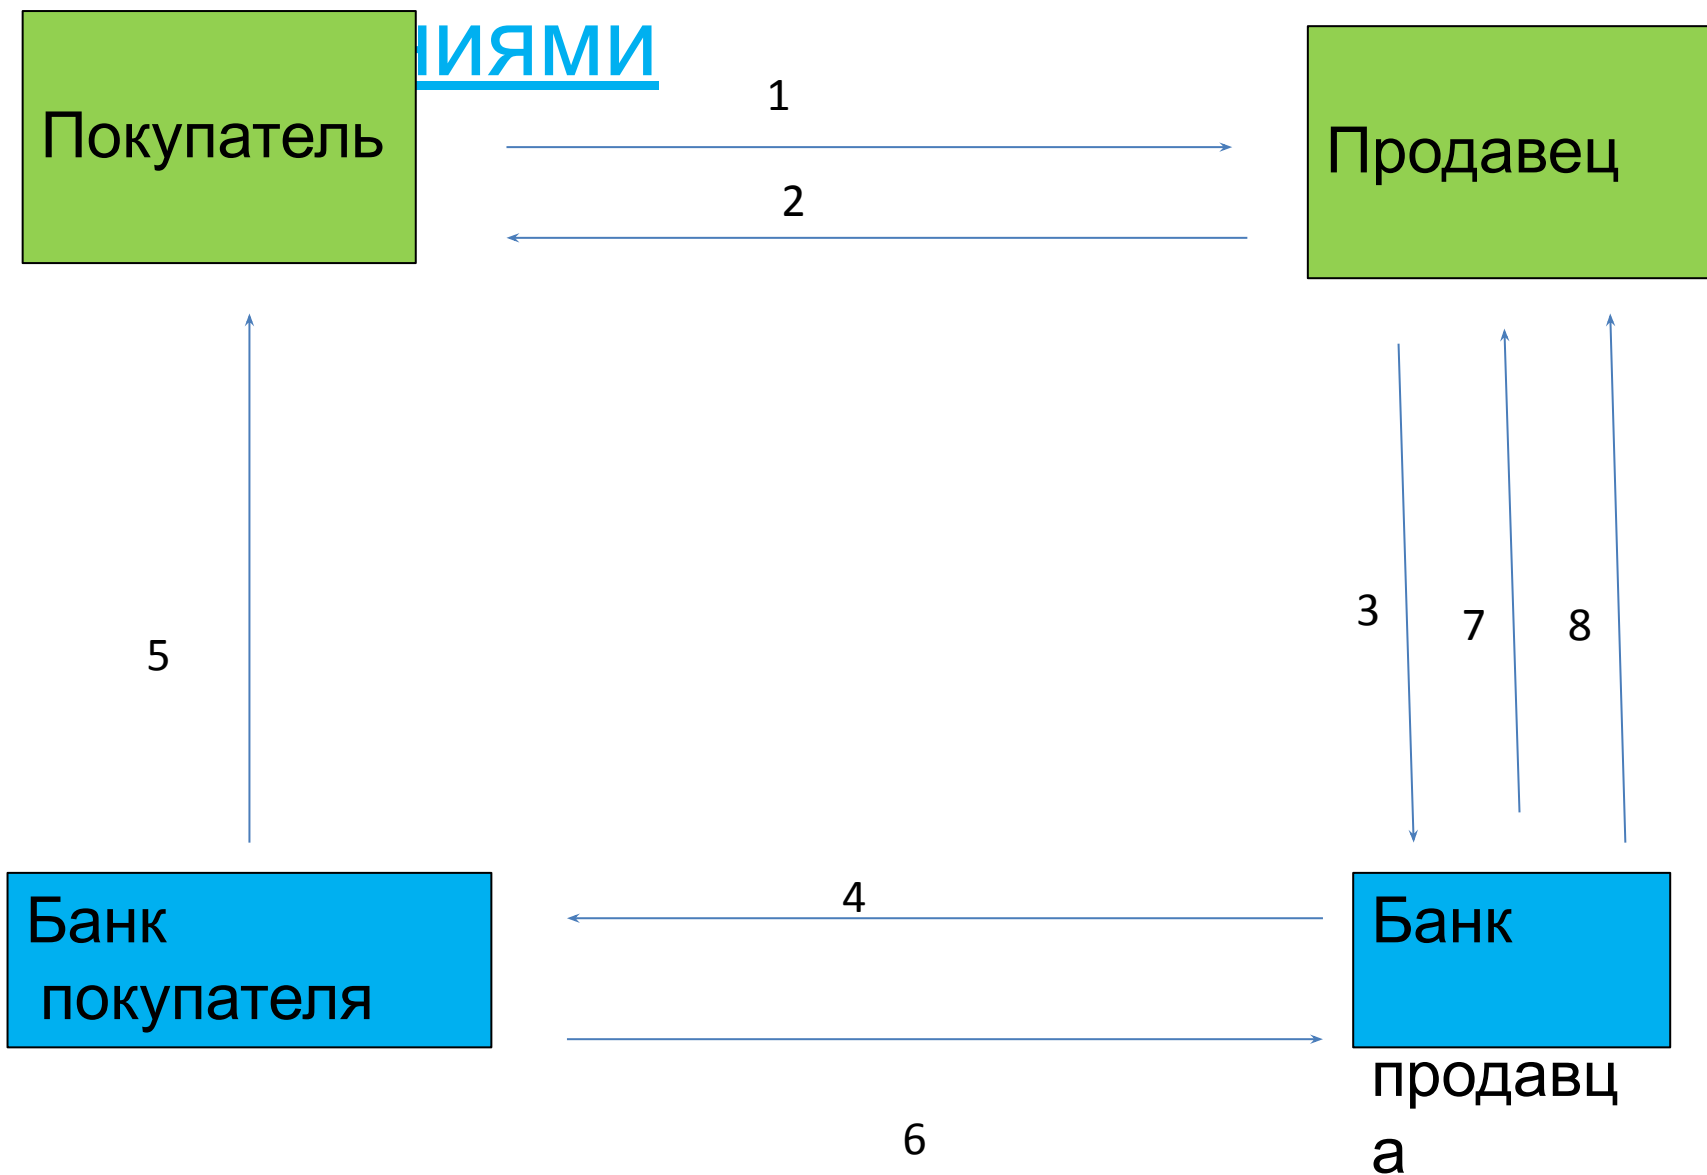 ниями
Покупатель
1
Продавец
2
3
7
8
5
Банк
покупателя
4
Банк
продавц
а
6